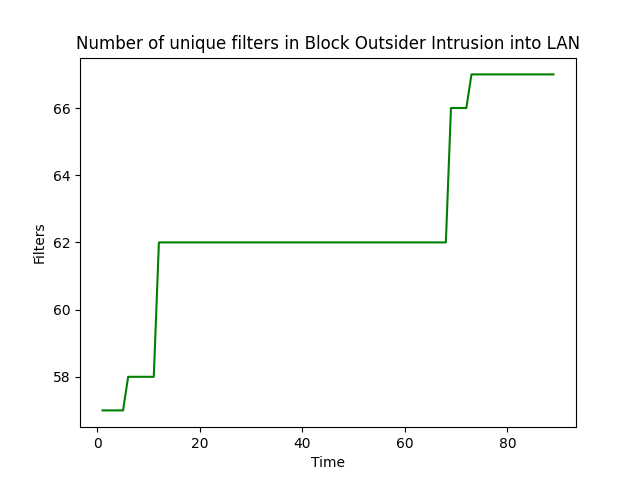 Number of unique filters in Block Outsider Intrusion into LAN
66
64
62
60
58
Filters
0 20 40 60 80
Time